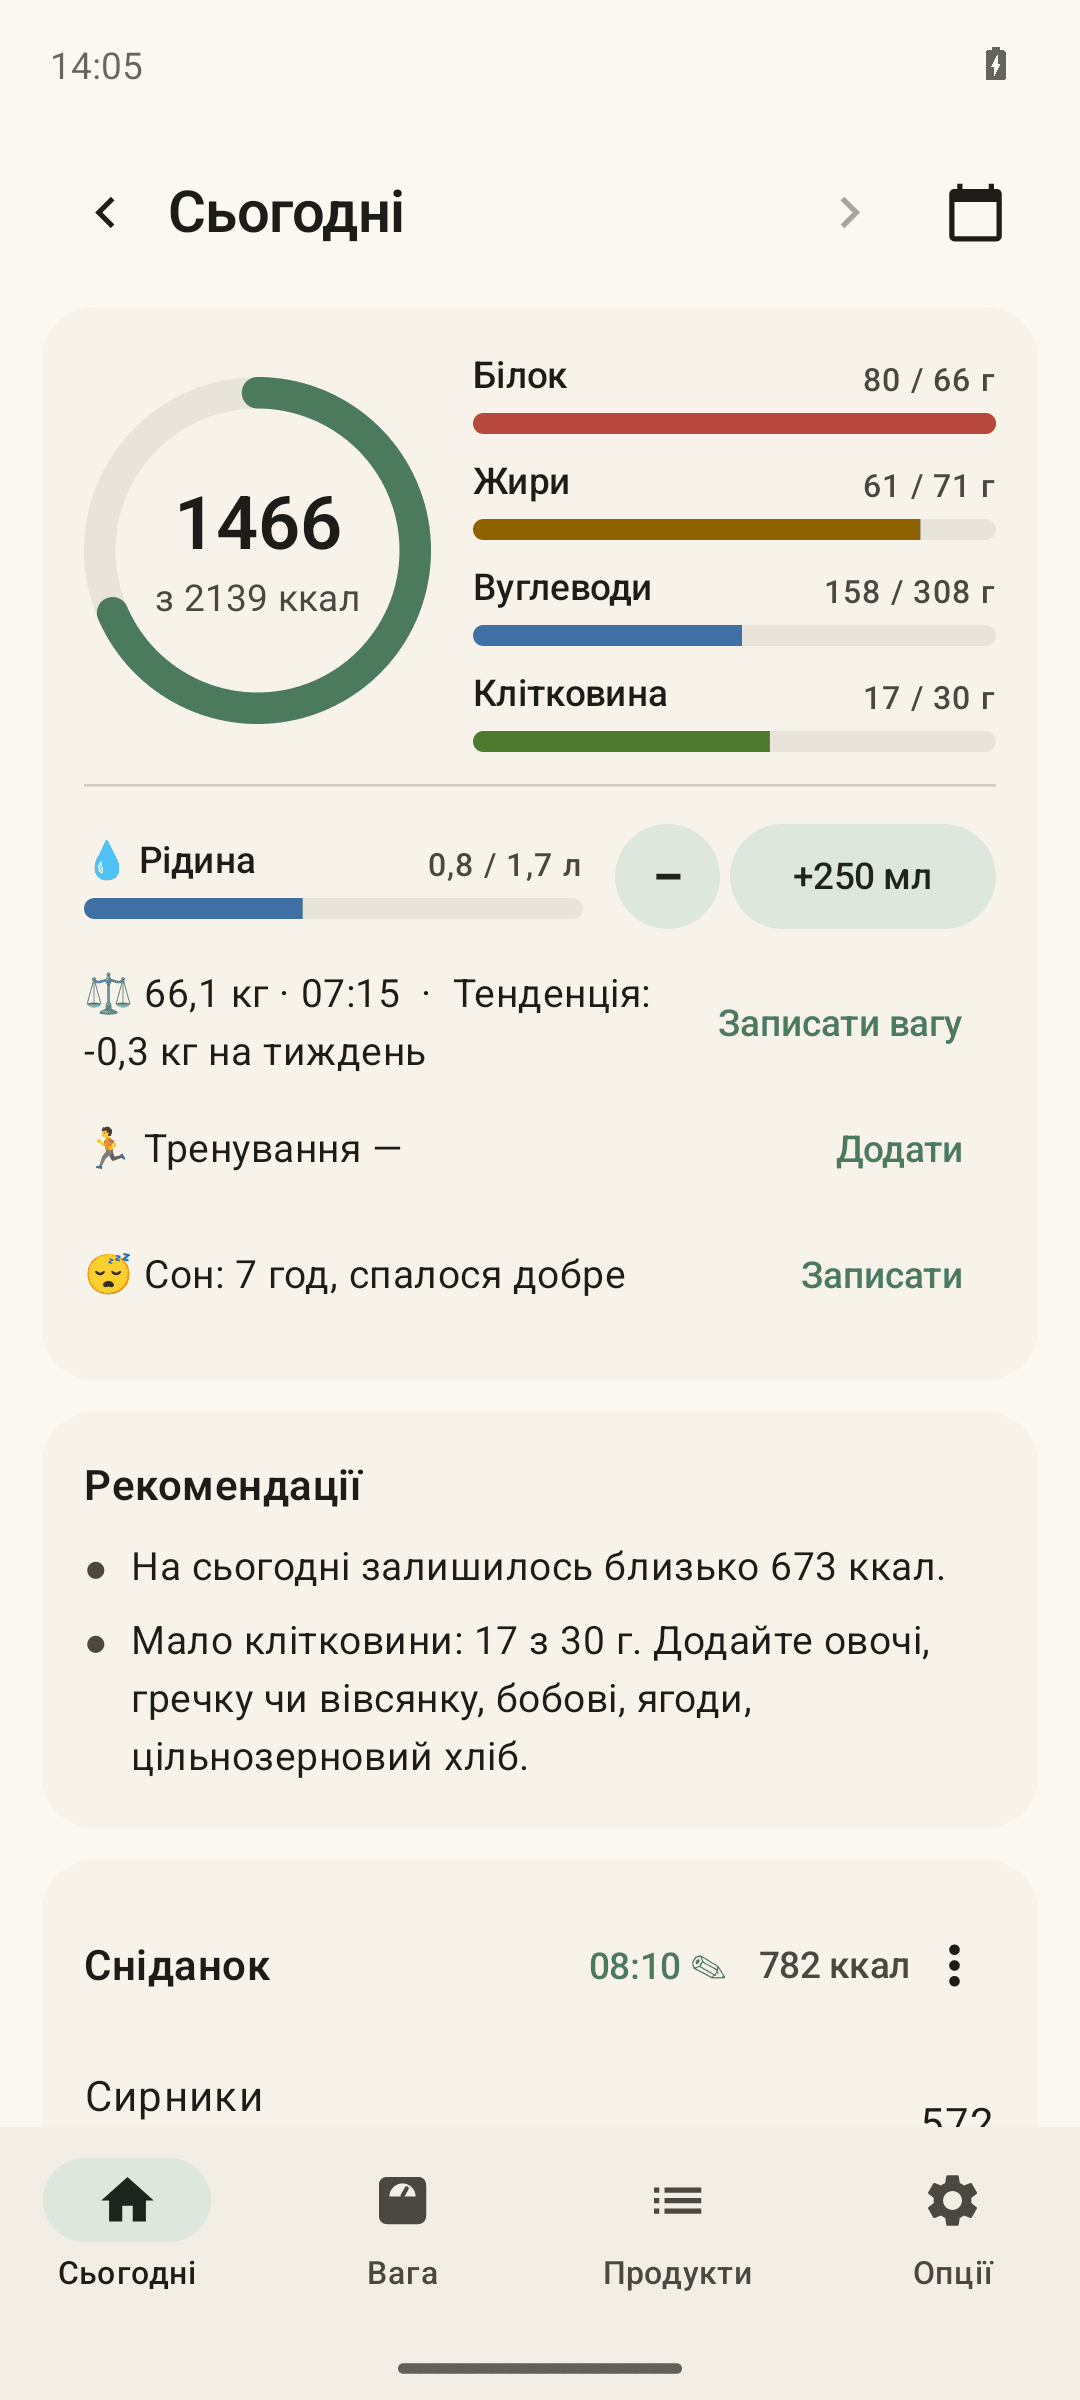 14:05
Сьогодні
Білок 80 / 66 г
1466
з 2139 ккал
Жири 61 / 71 г
Вуглеводи 158 / 308 г
Клітковина 17 / 30 г
💧 Рідина 0,8 / 1,7 л
−
+250 мл
⚖️ 66,1 кг · 07:15 · Тенденція:
-0,3 кг на тиждень
Записати вагу
🏃 Тренування — Додати
😴 Сон: 7 год, спалося добре Записати
Рекомендації
● На сьогодні залишилось близько 673 ккал.
● Мало клітковини: 17 з 30 г. Додайте овочі,
гречку чи вівсянку, бобові, ягоди,
цільнозерновий хліб.
Сніданок 08:10 ✎ 782 ккал
Сирники
572
Сьогодні
Вага
Продукти
Опції